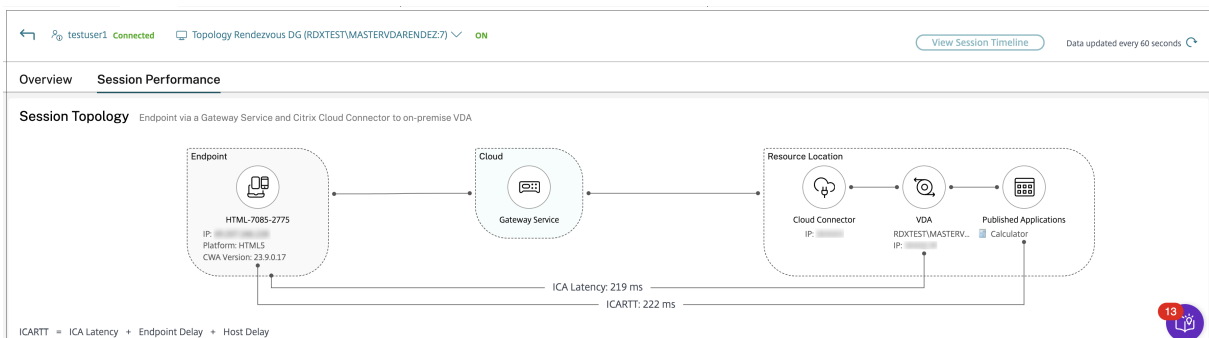 testuser1 Connected Topology Rendezvous DG (RDXTEST\MASTERVDARENDEZ:7) ON
View Session Timeline Data updated every 60 seconds
Overview Session Performance
Session Topology Endpoint via a Gateway Service and Citrix Cloud Connector to on-premise VDA
Endpoint
HTML-7085-2775
IP:
Platform: HTML5
CWA Version: 23.9.0.17
Cloud
Gateway Service
Resource Location
Cloud Connector
IP:
VDA
RDXTEST\MASTERV...
IP:
Published Applications
Calculator
ICA Latency: 219 ms
ICARTT: 222 ms
ICARTT = ICA Latency + Endpoint Delay + Host Delay
13